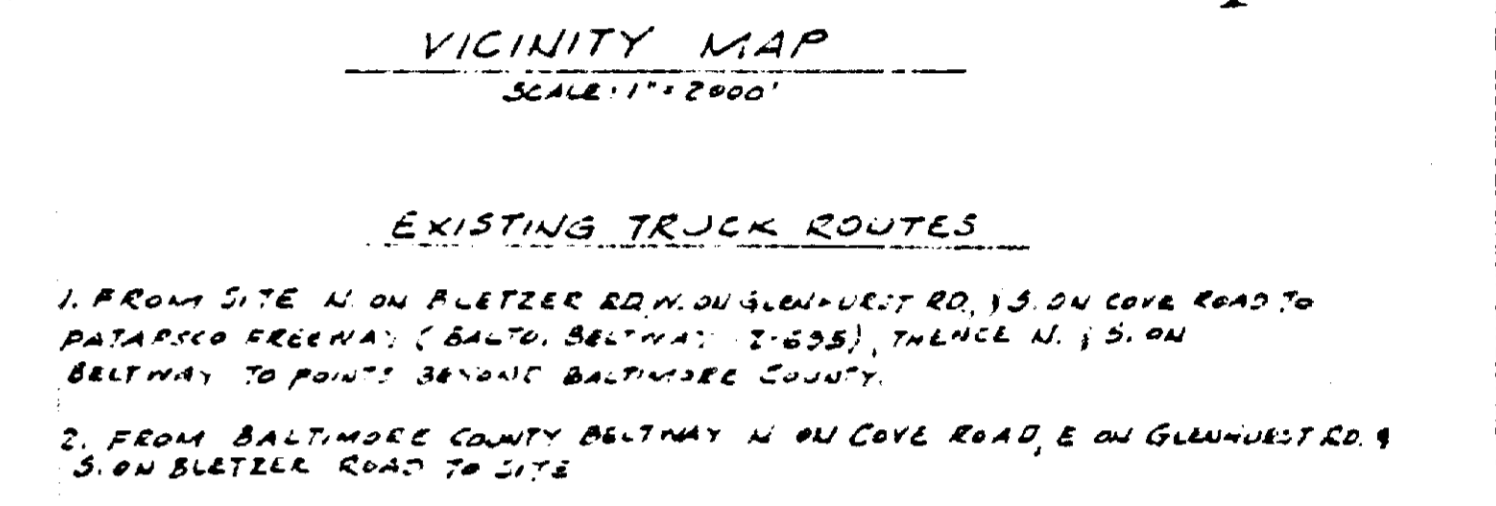 VICINITY MAP
SCALE: 1" = 2000'
EXISTING TRUCK ROUTES
1. FROM SITE N. ON BLETZER RD, W. ON GLENHURST RD, & S. ON COVE ROAD TO
PATAPSCO FREEWAY (BALTO. BELTWAY I-695), THENCE N. & S. ON
BELTWAY TO POINTS BEYOND BALTIMORE COUNTY.
2. FROM BALTIMORE COUNTY BELTWAY N ON COVE ROAD, E ON GLENHURST RD. &
S. ON BLETZER ROAD TO SITE